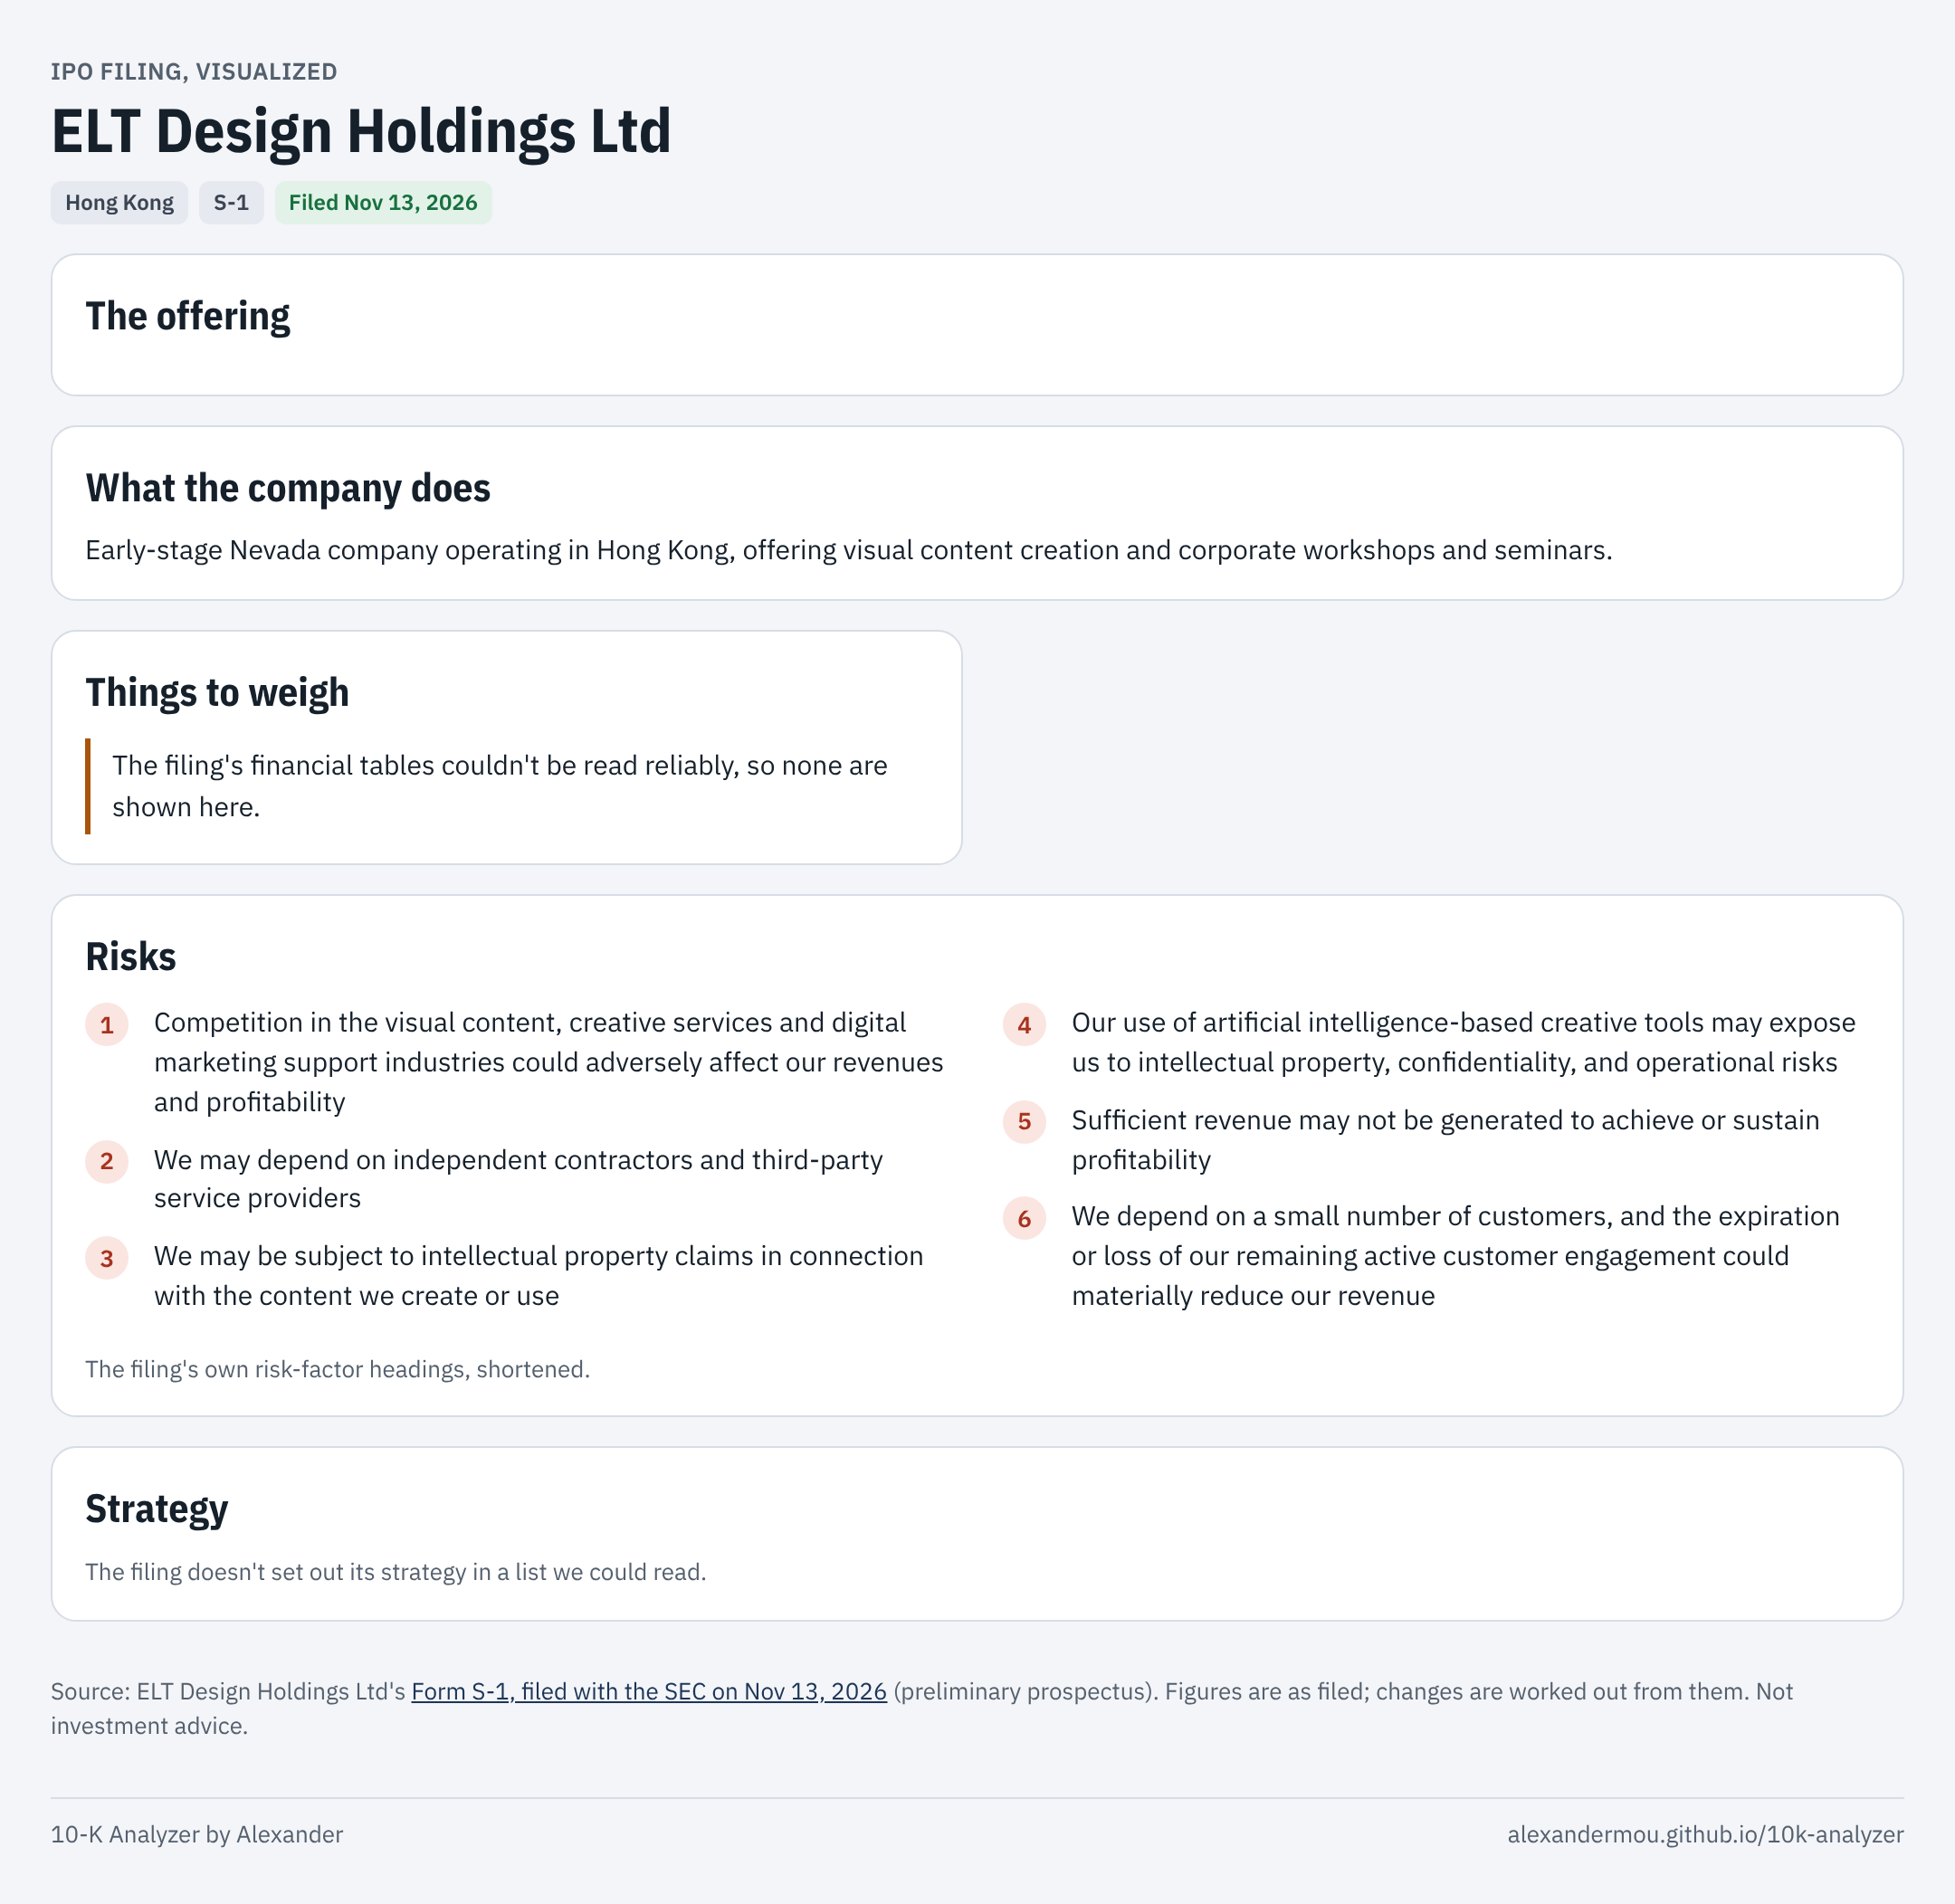 IPO FILING, VISUALIZED
ELT Design Holdings Ltd
Hong Kong
S-1
Filed Nov 13, 2026
The offering
What the company does
Early-stage Nevada company operating in Hong Kong, offering visual content creation and corporate workshops and seminars.
Things to weigh
The filing's financial tables couldn't be read reliably, so none are
shown here.
Risks
1
Competition in the visual content, creative services and digital
marketing support industries could adversely affect our revenues
and profitability
2
We may depend on independent contractors and third-party
service providers
3
We may be subject to intellectual property claims in connection
with the content we create or use
4
Our use of artificial intelligence-based creative tools may expose
us to intellectual property, confidentiality, and operational risks
5
Sufficient revenue may not be generated to achieve or sustain
profitability
6
We depend on a small number of customers, and the expiration
or loss of our remaining active customer engagement could
materially reduce our revenue
The filing's own risk-factor headings, shortened.
Strategy
The filing doesn't set out its strategy in a list we could read.
Source: ELT Design Holdings Ltd's Form S-1, filed with the SEC on Nov 13, 2026 (preliminary prospectus). Figures are as filed; changes are worked out from them. Not
investment advice.
10-K Analyzer by Alexander
alexandermou.github.io/10k-analyzer